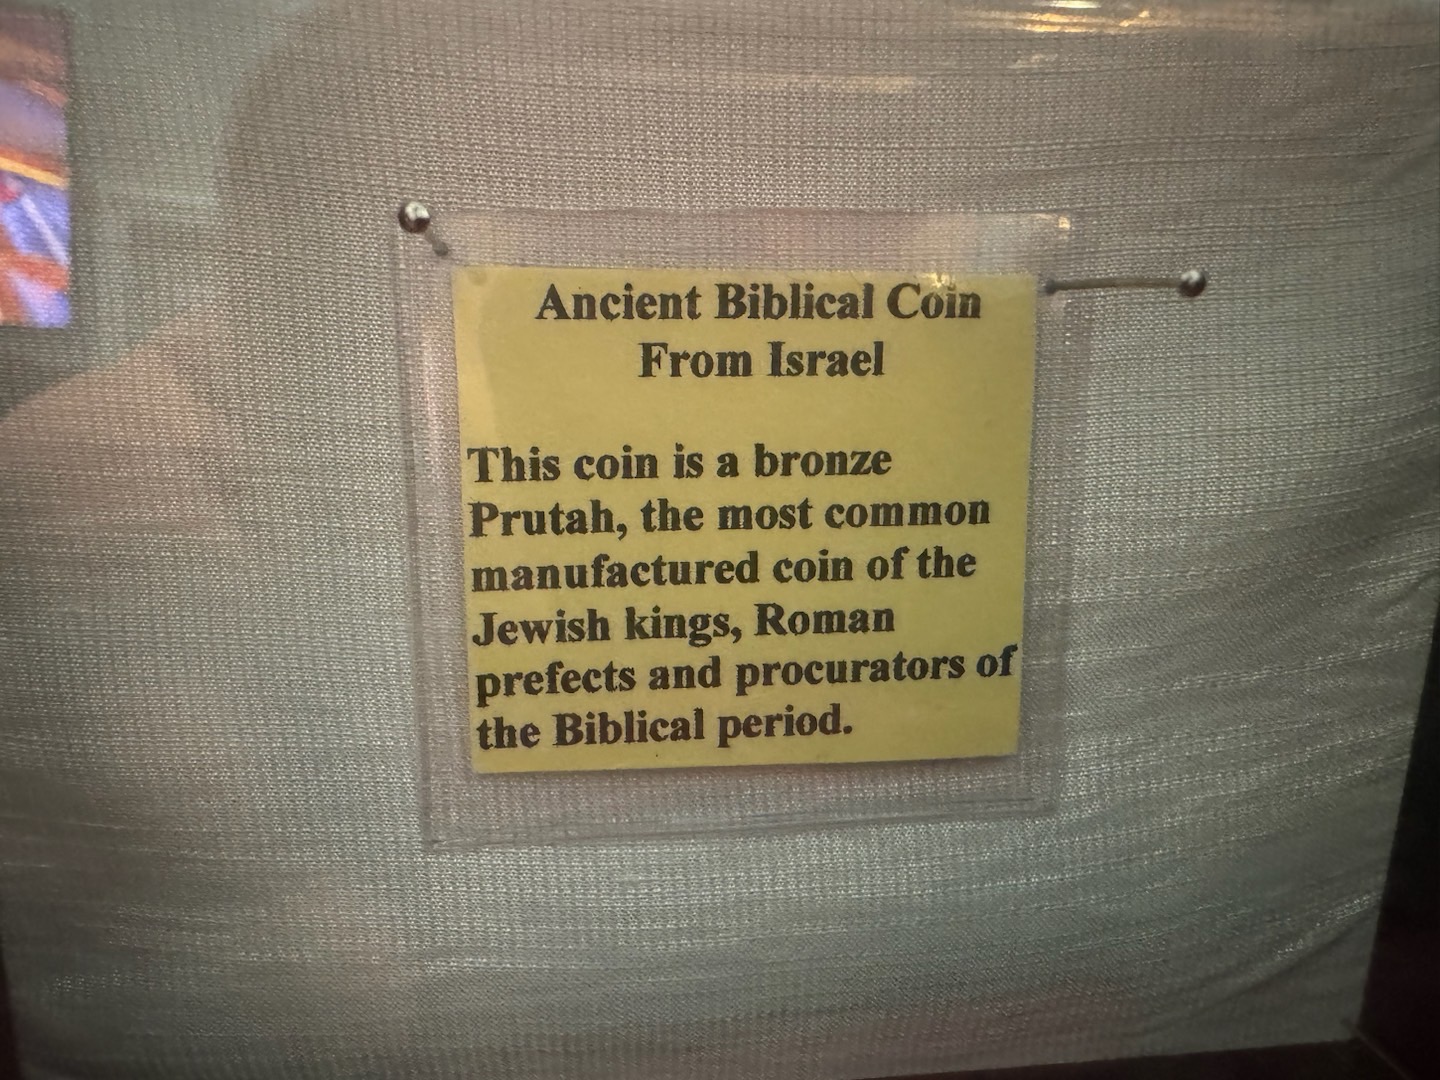 Ancient Biblical Coin
From Israel
This coin is a bronze
Prutah, the most common
manufactured coin of the
Jewish kings, Roman
prefects and procurators of
the Biblical period.